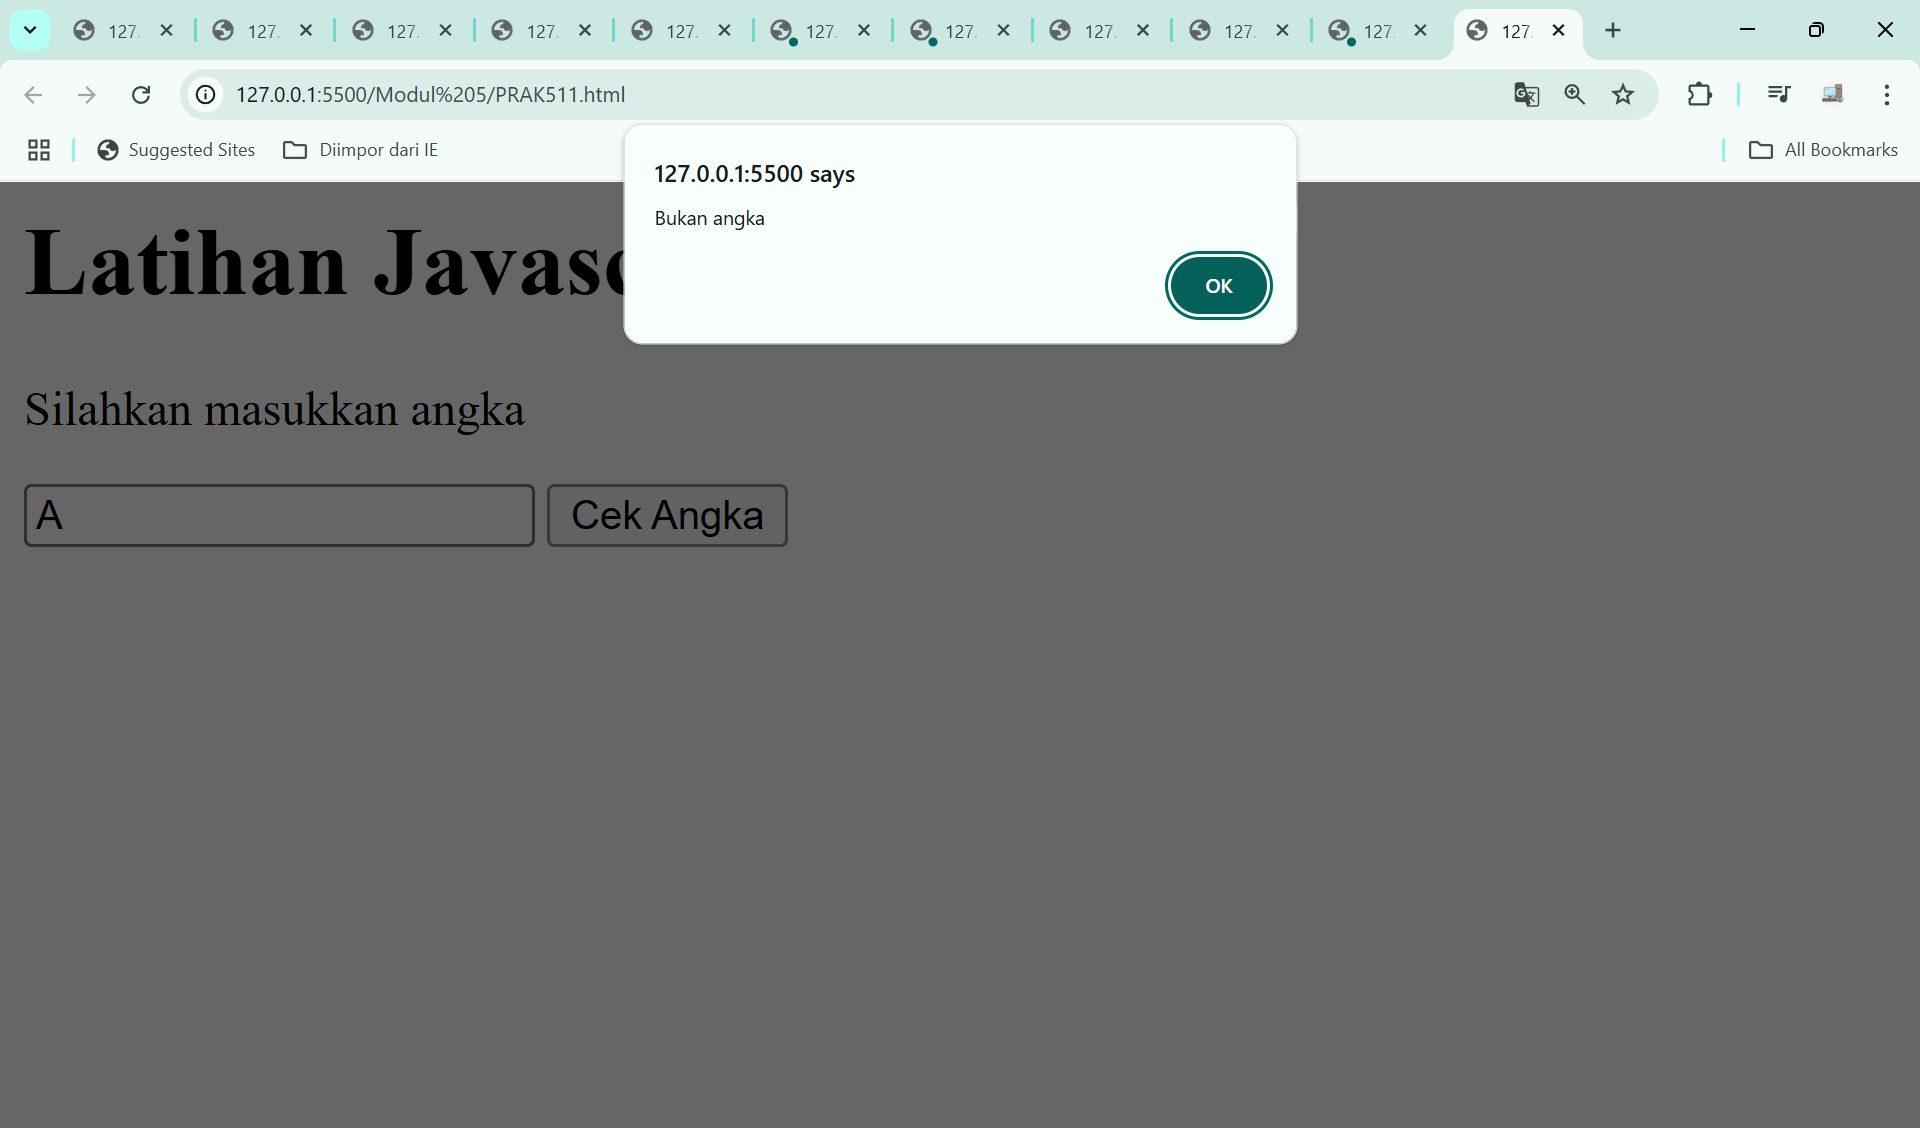 127. 127. 127. 127. 127. 127. 127. 127. 127. 127. 127.
127.0.0.1:5500/Modul%205/PRAK511.html
Suggested Sites Diimpor dari IE All Bookmarks
127.0.0.1:5500 says
Bukan angka
OK
Latihan Javasc
Silahkan masukkan angka
A Cek Angka